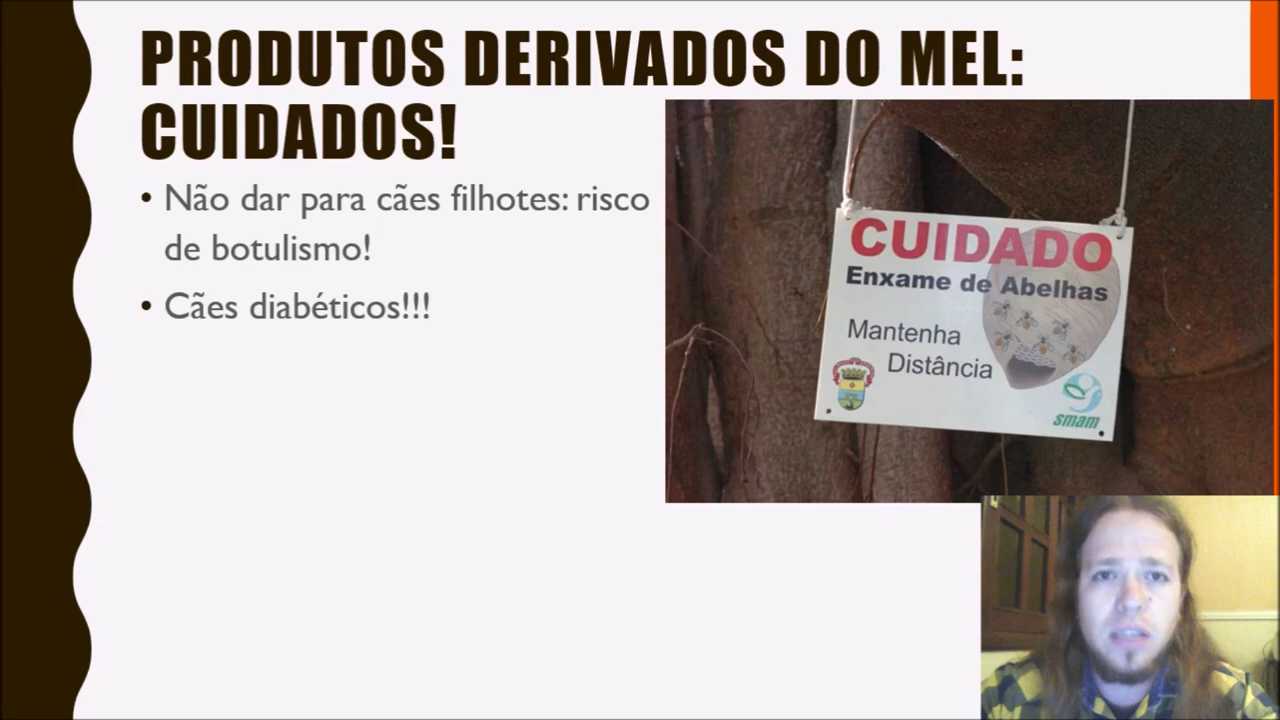 PRODUTOS DERIVADOS DO MEL:
CUIDADOS!
• Não dar para cães filhotes: risco
de botulismo!
• Cães diabéticos!!!
CUIDADO
Enxame de Abelhas
Mantenha
Distância
smam